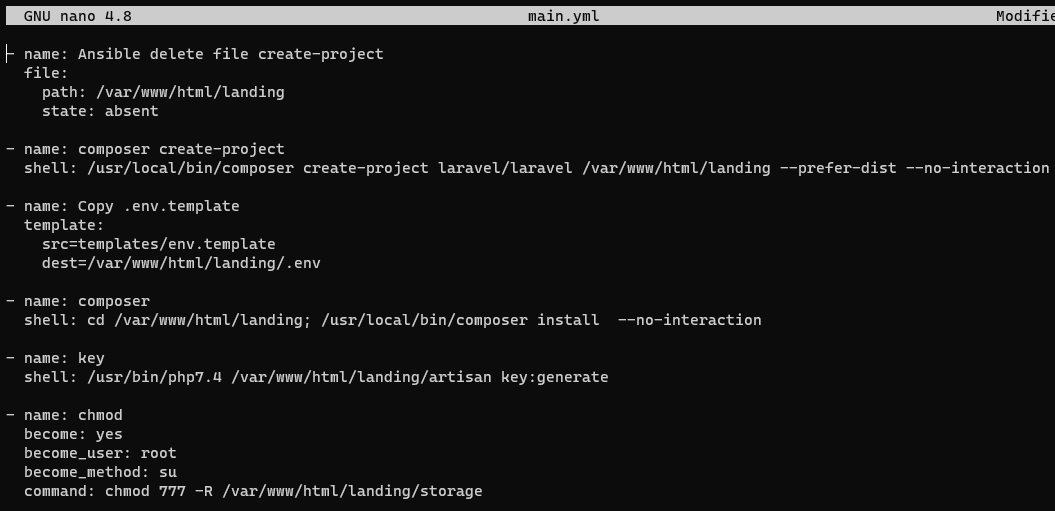 GNU nano 4.8 main.yml Modifie
- name: Ansible delete file create-project
  file:
    path: /var/www/html/landing
    state: absent

- name: composer create-project
  shell: /usr/local/bin/composer create-project laravel/laravel /var/www/html/landing --prefer-dist --no-interaction

- name: Copy .env.template
  template:
    src=templates/env.template
    dest=/var/www/html/landing/.env

- name: composer
  shell: cd /var/www/html/landing; /usr/local/bin/composer install  --no-interaction

- name: key
  shell: /usr/bin/php7.4 /var/www/html/landing/artisan key:generate

- name: chmod
  become: yes
  become_user: root
  become_method: su
  command: chmod 777 -R /var/www/html/landing/storage